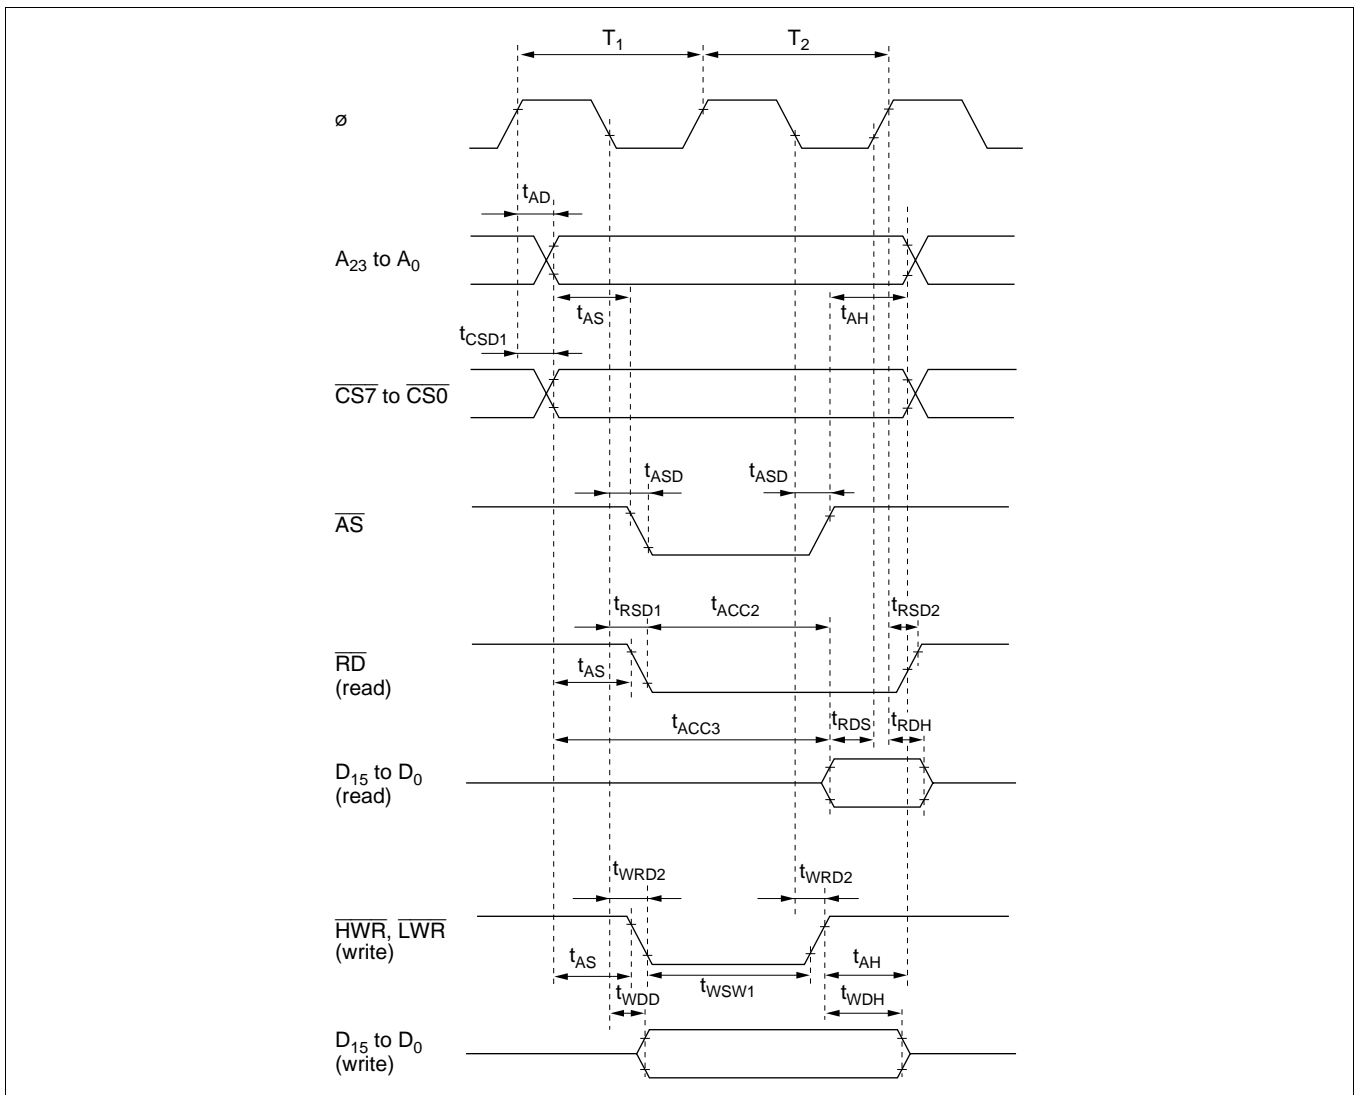 T1 T2
ø
tAD
A23 to A0
tAS tAH
tCSD1
CS7 to CS0
tASD tASD
AS
tRSD1 tACC2 tRSD2
RD
(read)
tAS
tACC3 tRDS tRDH
D15 to D0
(read)
tWRD2 tWRD2
HWR, LWR
(write)
tAS tAH
tWSW1
tWDD tWDH
D15 to D0
(write)